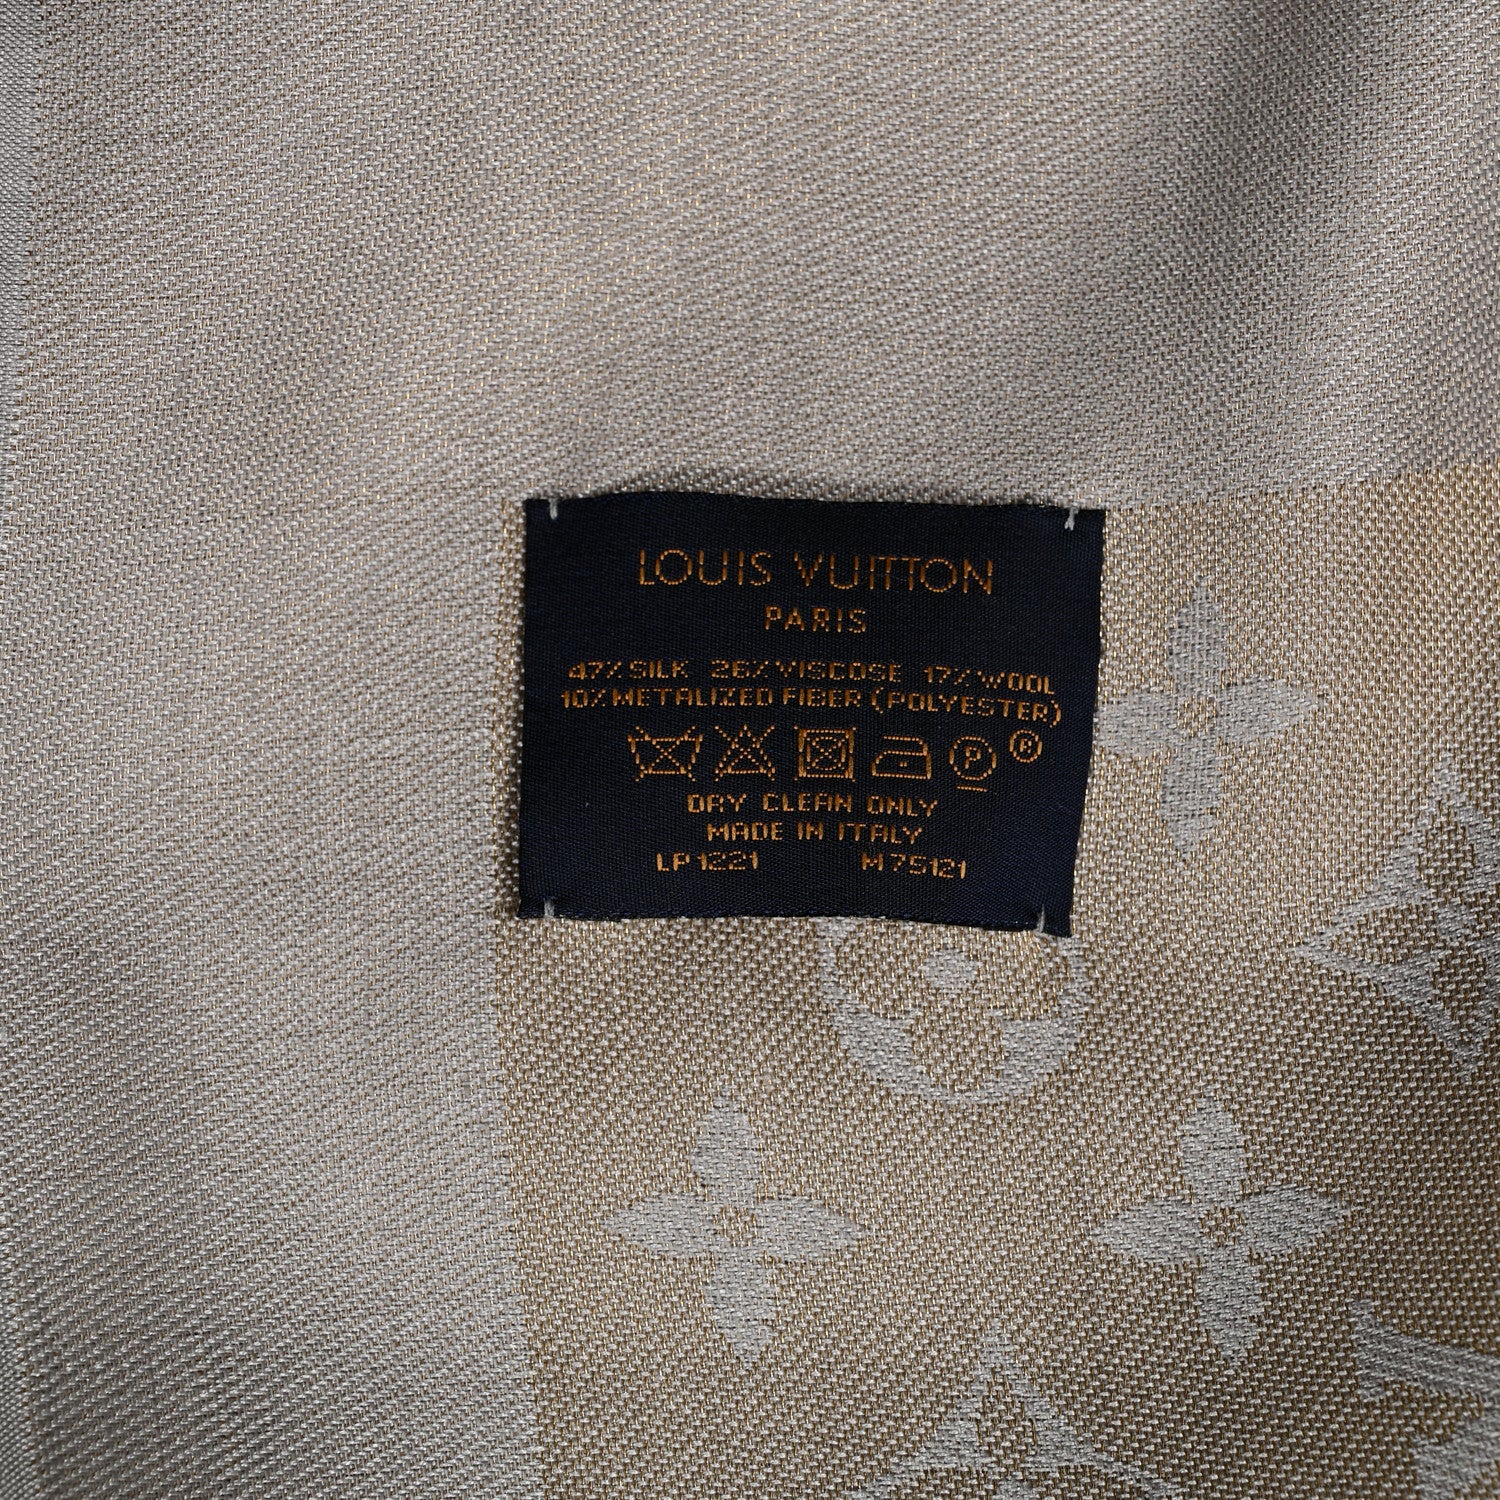 LOUIS VUITTON
PARIS
47% SILK 26% VISCOSE 17% WOOL
10% METALIZED FIBER (POLYESTER)
P ®
DRY CLEAN ONLY
MADE IN ITALY
LP1221 M75121